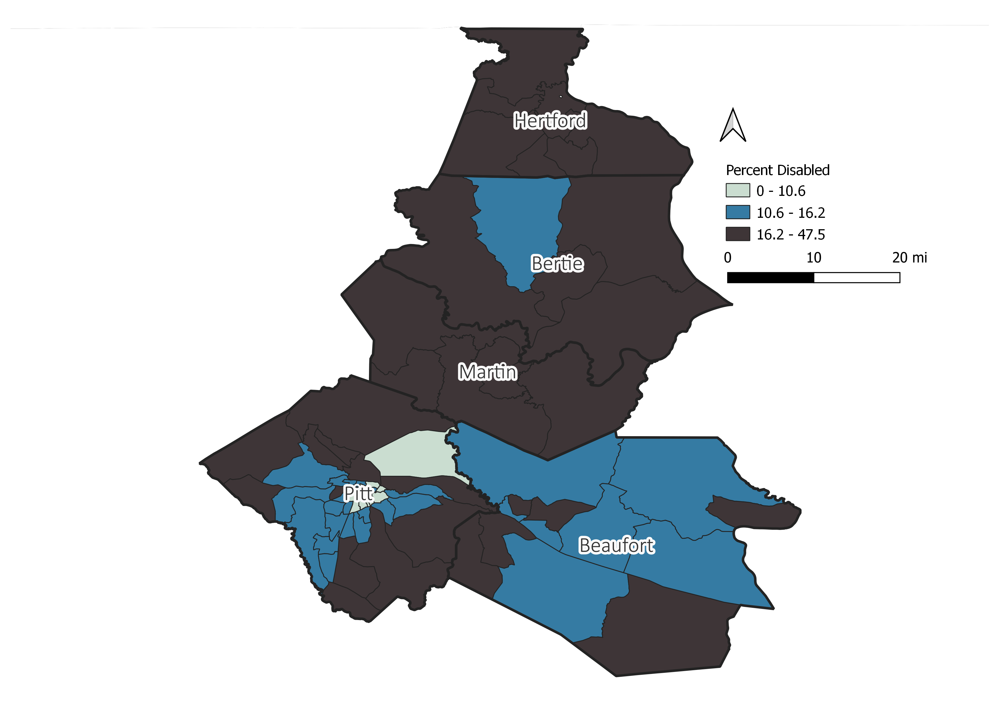 Hertford
Percent Disabled
0 - 10.6
10.6 - 16.2
16.2 - 47.5
0 10 20 mi
Bertie
Martin
Pitt
Beaufort